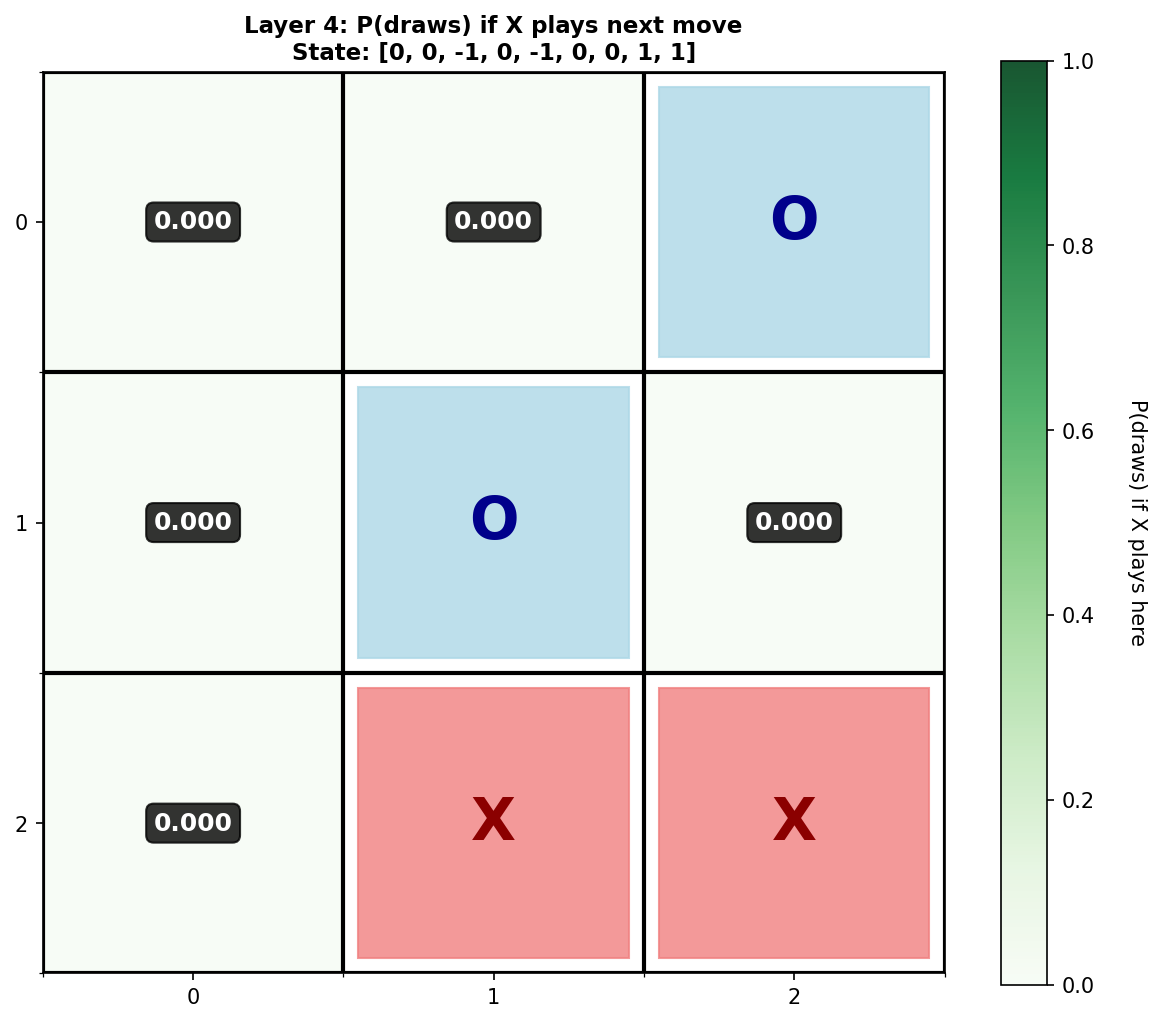 Layer 4: P(draws) if X plays next move
State: [0, 0, -1, 0, -1, 0, 0, 1, 1]
1.0
0.8
0.6
0.4
0.2
0.0
P(draws) if X plays here
0
0.000
0.000
O
1
0.000
O
0.000
2
0.000
X
X
0
1
2